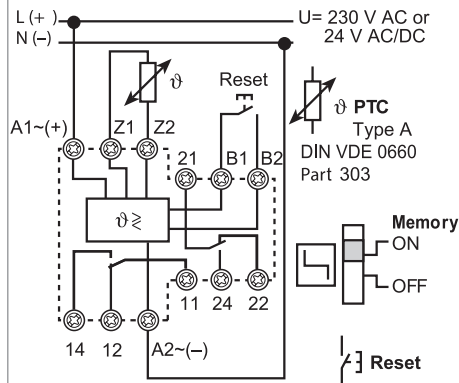 L (+)
U= 230 V AC or
N (–)
24 V AC/DC
ϑ
Reset
ϑ PTC
Type A
A1~(+) Z1 Z2
DIN VDE 0660
21 B1 B2
Part 303
ϑ ≷
Memory
ON
OFF
11 24 22
14 12 A2~(–)
Reset